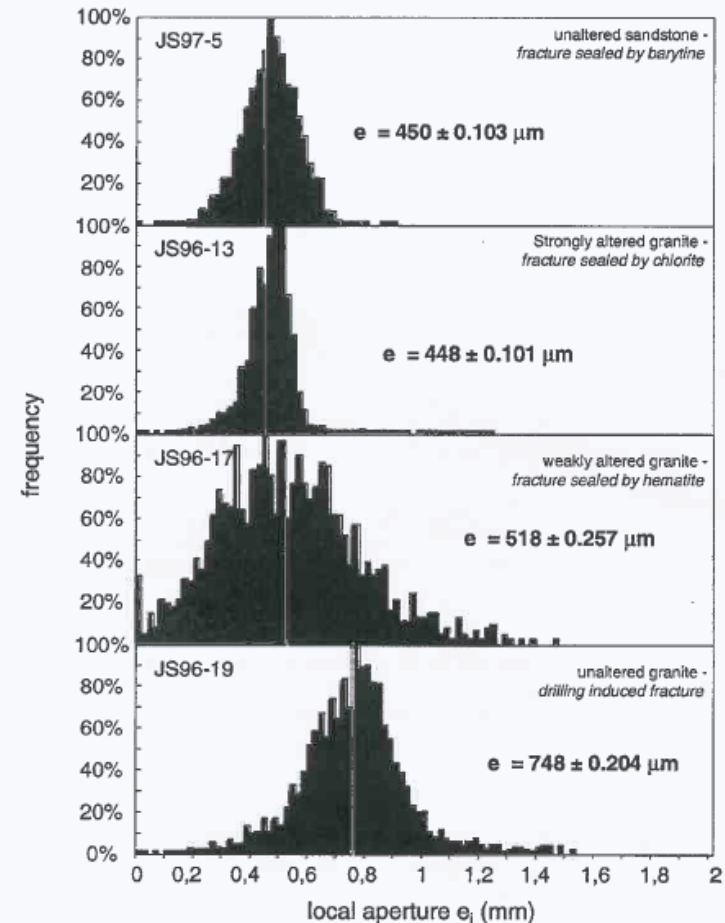 100%
JS97-5
unaltered sandstone -
fracture sealed by barytine
80%
60%
e = 450 ± 0.103 µm
40%
20%
100%
JS96-13
Strongly altered granite -
fracture sealed by chlorite
80%
60%
e = 448 ± 0.101 µm
40%
20%
frequency
100%
JS96-17
weakly altered granite -
fracture sealed by hematite
80%
60%
e = 518 ± 0.257 µm
40%
20%
100%
JS96-19
unaltered granite -
drilling induced fracture
80%
60%
e = 748 ± 0.204 µm
40%
20%
0%
0 0,2 0,4 0,6 0,8 1 1,2 1,4 1,6 1,8 2
local aperture ei (mm)